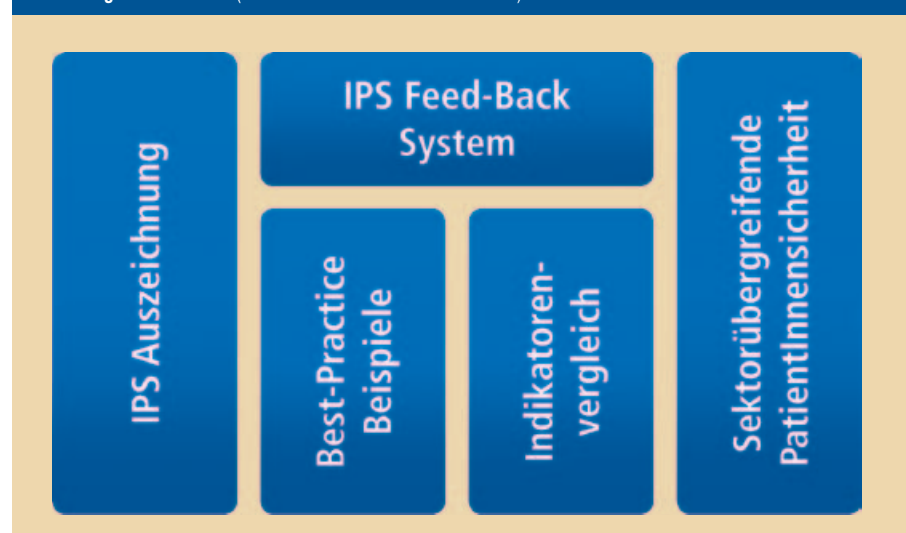 IPS Auszeichnung
IPS Feed-Back
System
Best-Practice
Beispiele
Indikatoren-
vergleich
Sektorübergreifende
PatientInnensicherheit